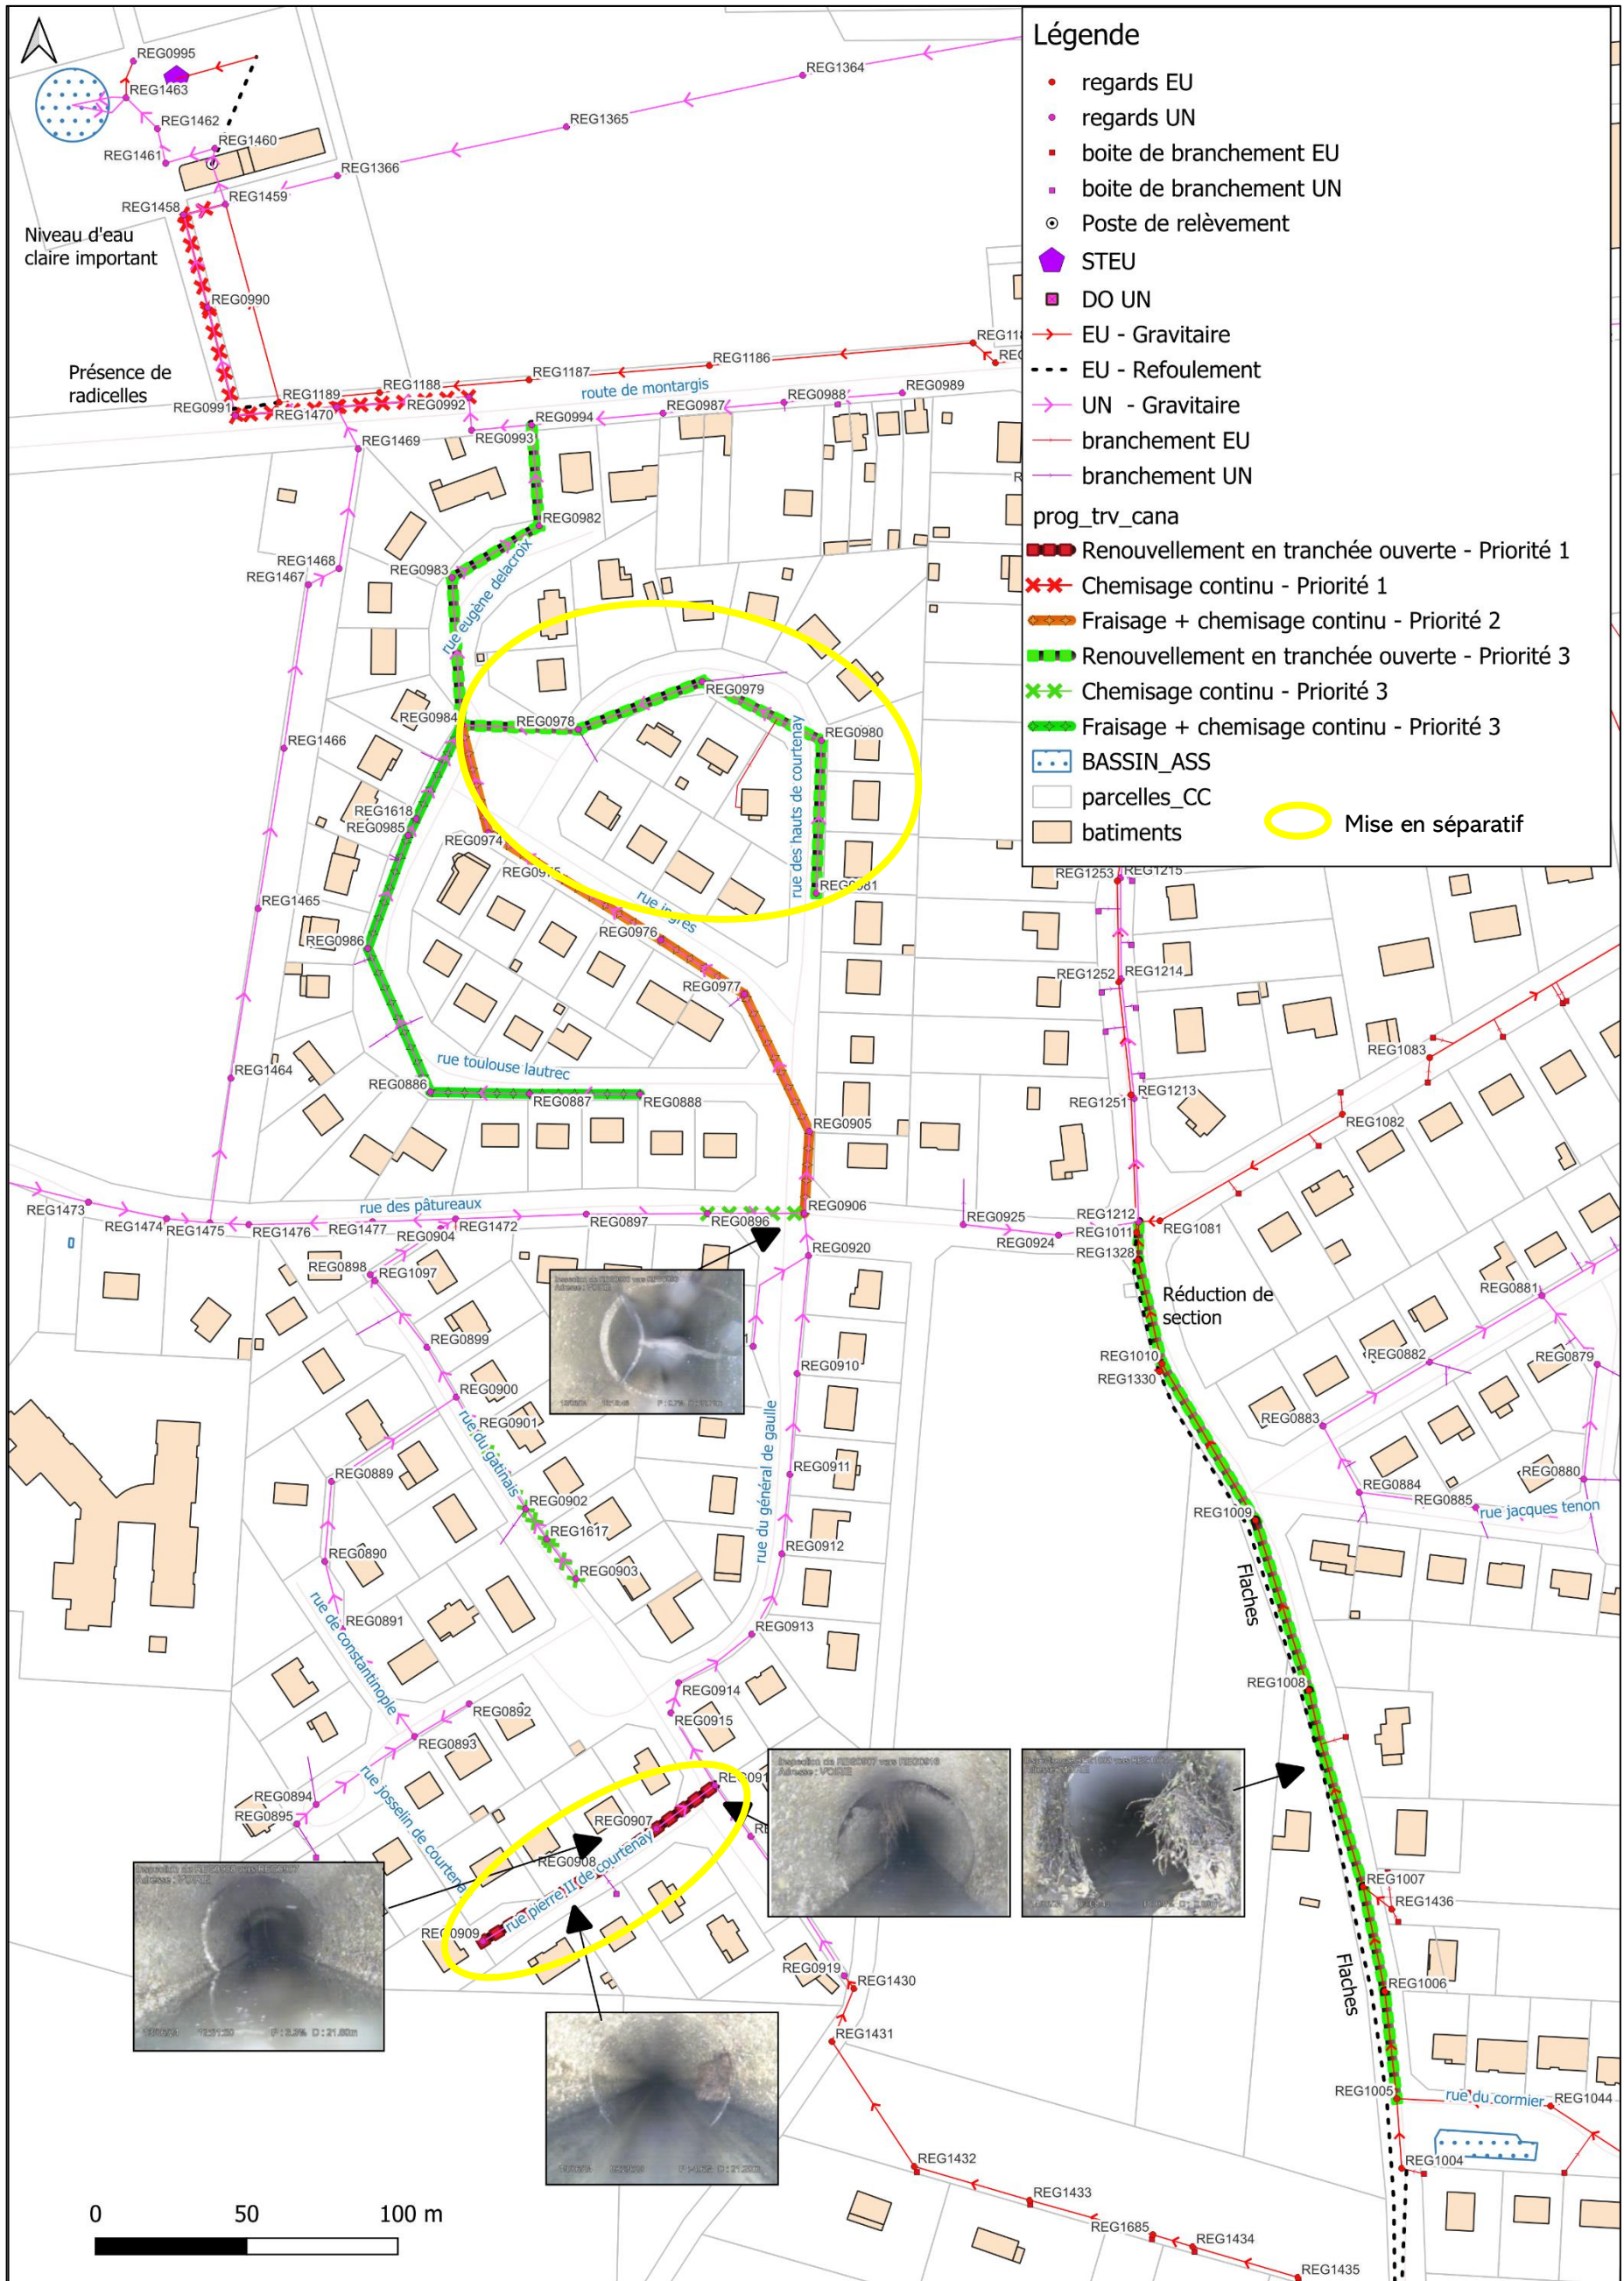 REG0995
REG1463
REG1462
REG1461
REG1460
REG1364
REG1365
REG1366
REG1459
REG1458
Niveau d'eau
claire important
REG0990
Présence de
radicelles
REG0991
REG1470
REG1189
REG1188
REG0992
REG1187
REG1186
route de montargis
REG0989
REG0988
REG0987
REG0994
REG0993
REG1469
Légende
regards EU
regards UN
boite de branchement EU
boite de branchement UN
Poste de relèvement
STEU
DO UN
EU - Gravitaire
EU - Refoulement
UN - Gravitaire
branchement EU
branchement UN
prog_trv_cana
Renouvellement en tranchée ouverte - Priorité 1
Chemisage continu - Priorité 1
Fraisage + chemisage continu - Priorité 2
Renouvellement en tranchée ouverte - Priorité 3
Chemisage continu - Priorité 3
Fraisage + chemisage continu - Priorité 3
BASSIN_ASS
parcelles_CC
batiments
Mise en séparatif
REG0982
REG0983
rue eugène delacroix
REG1468
REG1467
REG0979
REG0984
REG0978
REG0980
REG1466
rue des hauts de courtenay
REG1618
REG0985
REG0974
REG1465
rue ingres
REG0976
REG0986
REG0977
REG1253
REG1215
REG1252
REG1214
REG1083
rue toulouse lautrec
REG1464
REG0886
REG0887
REG0888
REG0905
REG1251
REG1213
REG1082
REG1473
REG1474
REG1475
REG1476
REG1477
REG1472
rue des pâtureaux
REG0904
REG0897
REG0896
REG0906
REG0925
REG0924
REG1212
REG1011
REG1328
REG1081
REG0920
REG0898
REG1097
REG0899
REG0881
Réduction de
section
REG1010
REG1330
REG0882
REG0879
REG0910
REG0900
REG0901
REG0883
rue du gatinais
rue du général de gaulle
REG0889
REG0911
REG0884
REG0885
REG0880
rue jacques tenon
REG0902
REG1617
REG0903
REG1009
REG0912
REG0890
REG0891
rue de constantinople
Flaches
REG0913
REG0914
REG0915
REG1008
REG0892
REG0893
rue josselin de courtena
REG0894
REG0895
REG0907
REG0908
rue pierre II de courtenay
REG0909
REG1007
REG1436
REG1006
Flaches
REG0919
REG1430
REG1431
REG1005
rue du cormier
REG1044
REG1004
REG1432
REG1433
REG1685
REG1434
REG1435
0 50 100 m